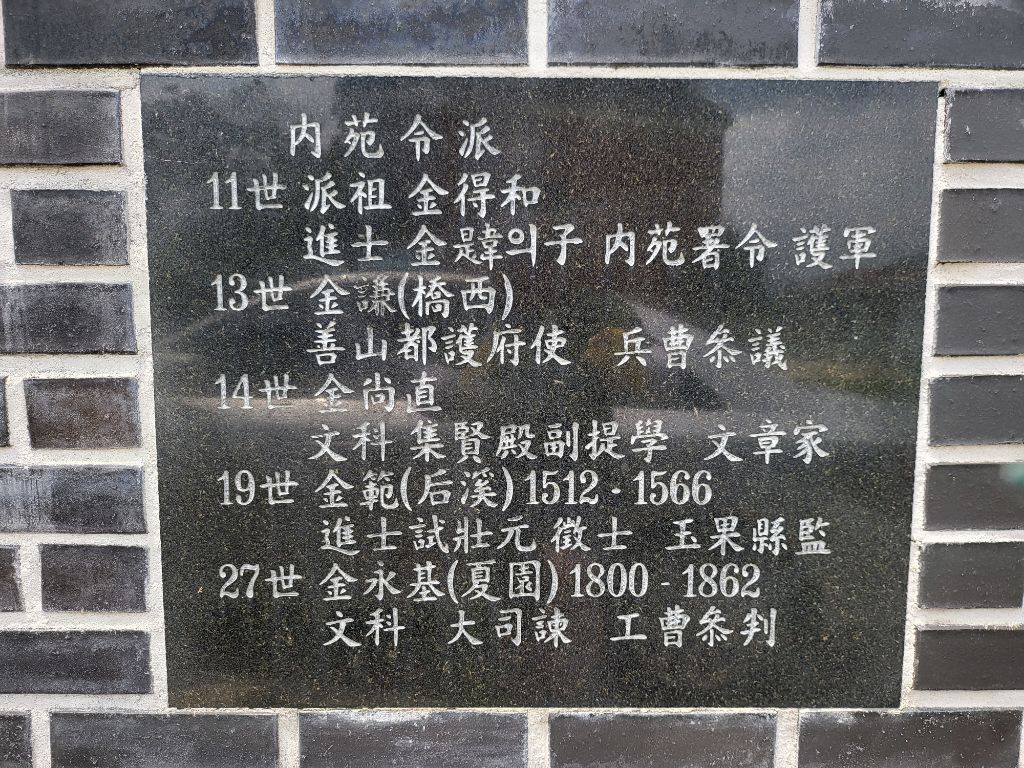 内苑令派
11世 派祖 金得和
進士 金韙의子 内苑署令 護軍
13世 金謙(橋西)
善山都護府使 兵曹叅議
14世 金尚直
文科 集賢殿副提學 文章家
19世 金範(后溪) 1512 - 1566
進士試壯元 徵士 玉果縣監
27世 金永基(夏園) 1800 - 1862
文科 大司諫 工曹叅判